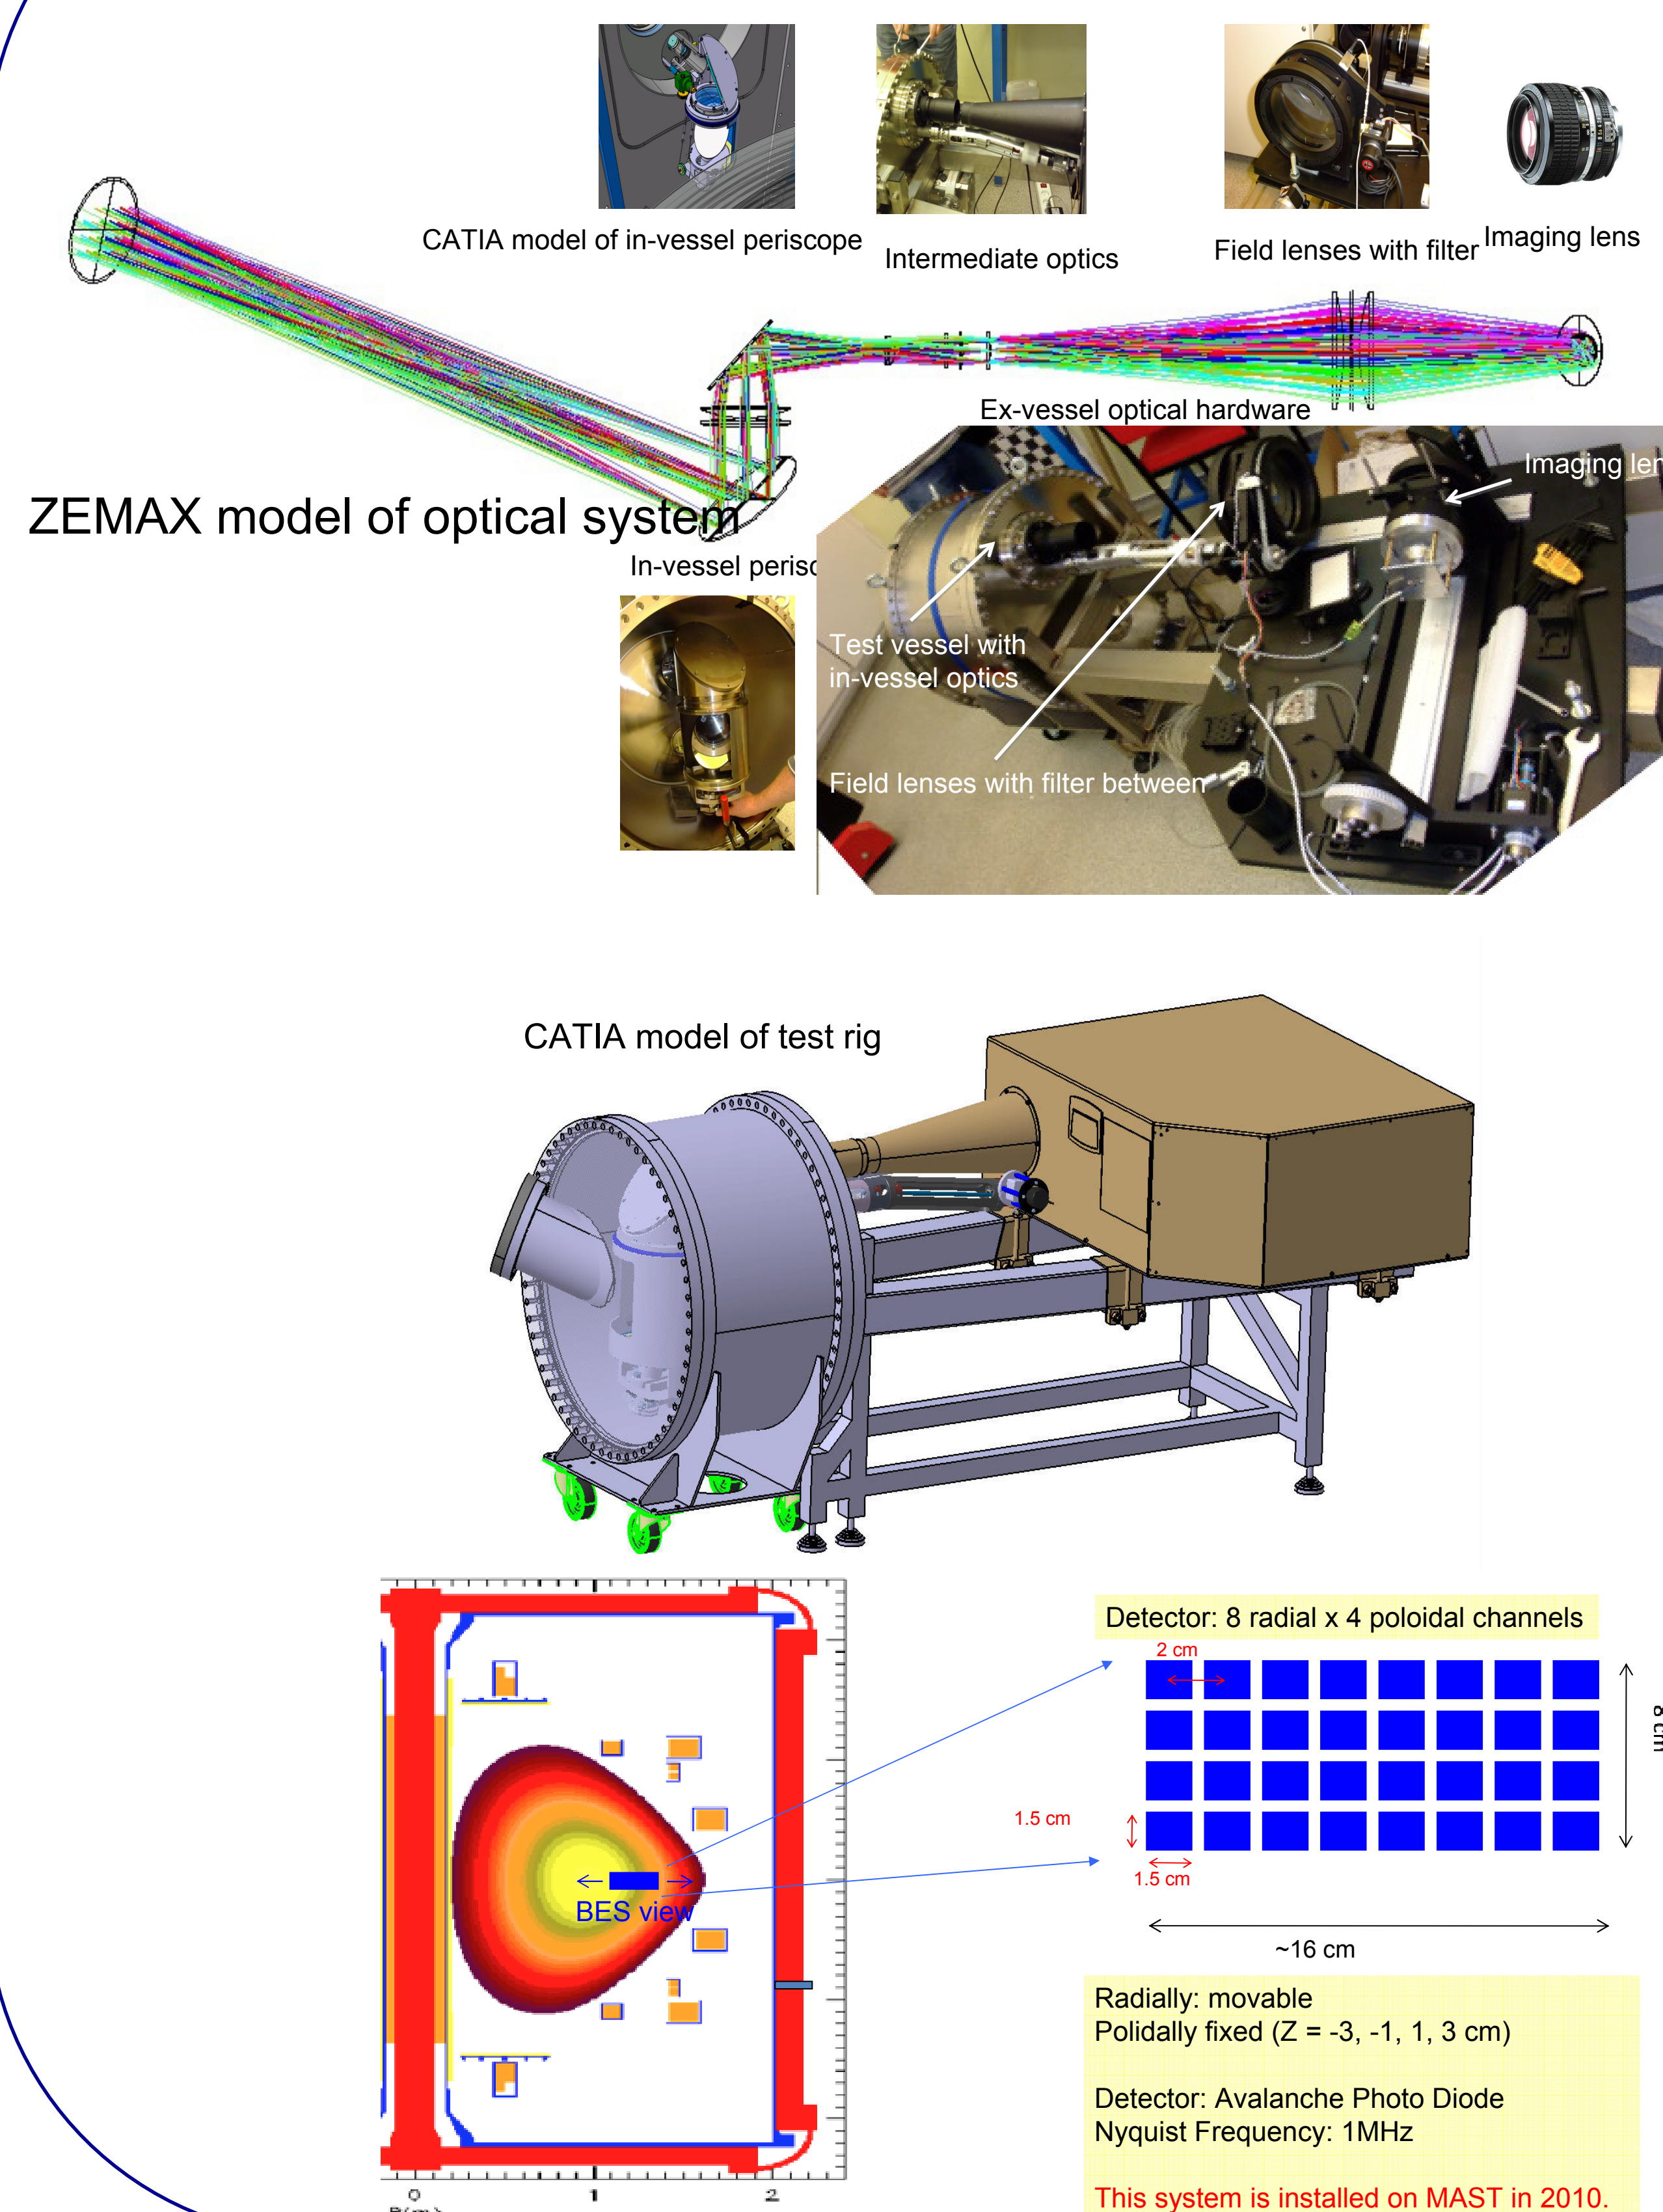 CATIA model of in-vessel periscope
Intermediate optics
Field lenses with filter
Imaging lens
Ex-vessel optical hardware
ZEMAX model of optical system
In-vessel perisc
Imaging len
Test vessel with
in-vessel optics
Field lenses with filter between
CATIA model of test rig
Detector: 8 radial x 4 poloidal channels
2 cm
8 cm
1.5 cm
1.5 cm
~16 cm
BES view
0 1 2
R(m)
Radially: movable
Polidally fixed (Z = -3, -1, 1, 3 cm)
Detector: Avalanche Photo Diode
Nyquist Frequency: 1MHz
This system is installed on MAST in 2010.